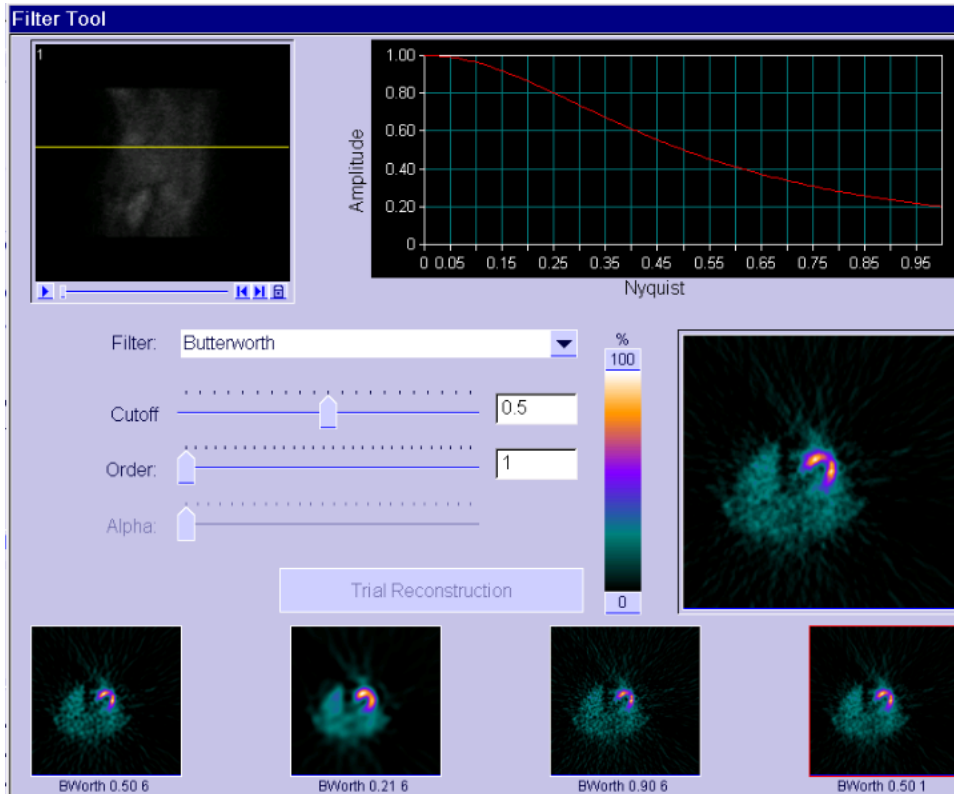 Filter Tool
1
1.00
0.80
0.60
0.40
0.20
0
Amplitude
0 0.05 0.15 0.25 0.35 0.45 0.55 0.65 0.75 0.85 0.95
Nyquist
Filter: Butterworth
%
100
Cutoff 0.5
Order: 1
Alpha:
Trial Reconstruction
0
BWorth 0.50 6
BWorth 0.21 6
BWorth 0.90 6
BWorth 0.50 1